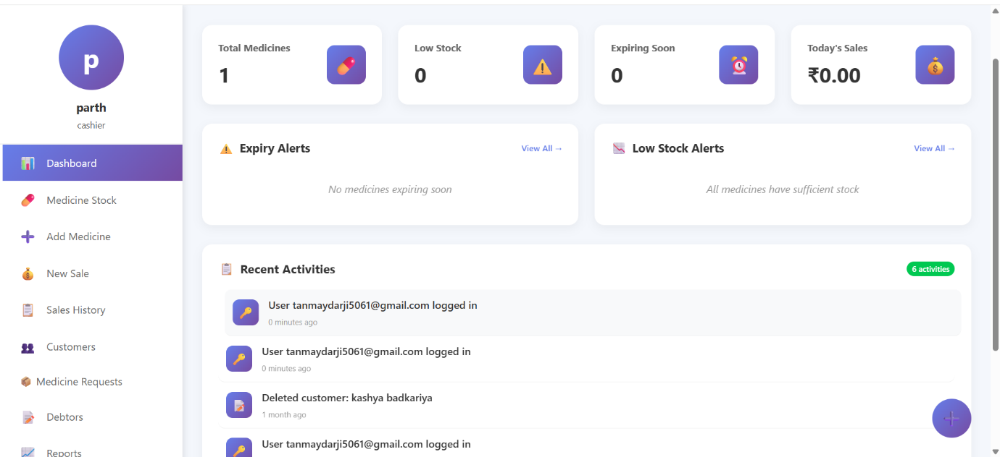 p
parth
cashier
Dashboard
Medicine Stock
Add Medicine
New Sale
Sales History
Customers
Medicine Requests
Debtors
Reports
Total Medicines
1
Low Stock
0
Expiring Soon
0
Today's Sales
₹0.00
Expiry Alerts
View All →
No medicines expiring soon
Low Stock Alerts
View All →
All medicines have sufficient stock
Recent Activities
6 activities
User tanmaydarji5061@gmail.com logged in
0 minutes ago
User tanmaydarji5061@gmail.com logged in
0 minutes ago
Deleted customer: kashya badkariya
1 month ago
User tanmaydarji5061@gmail.com logged in